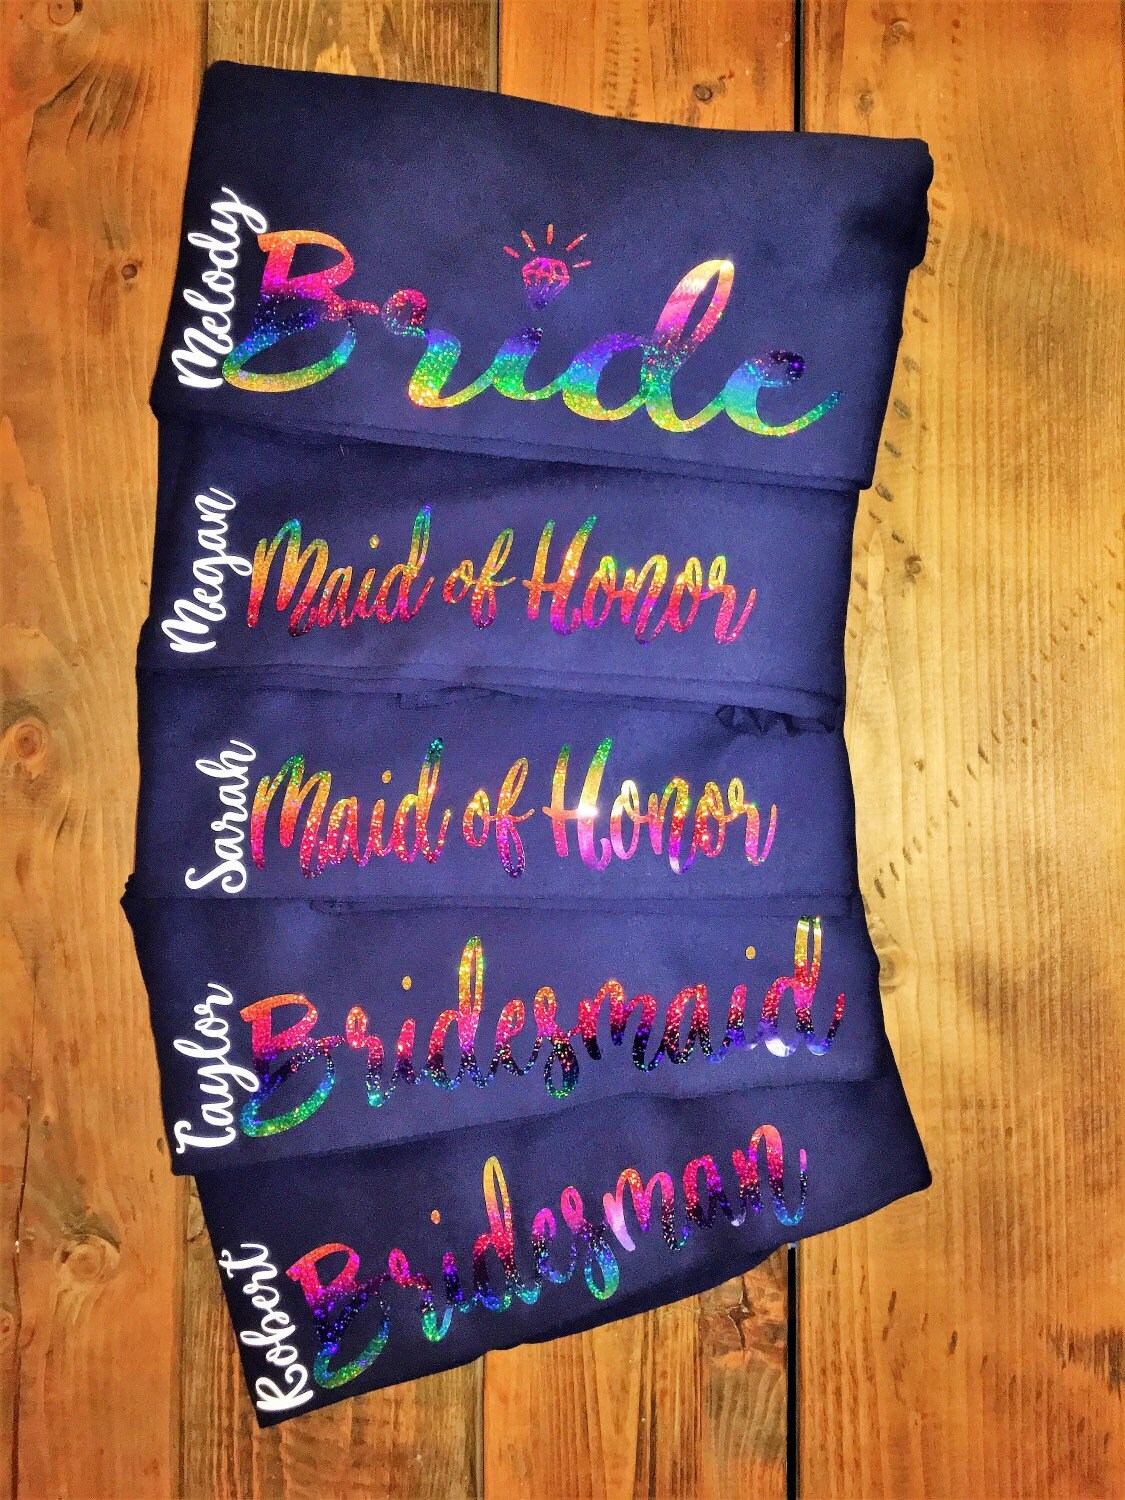 Melody
Bride
Megan
Maid of Honor
Sarah
Maid of Honor
Taylor
Bridesmaid
Robert
Bridesman